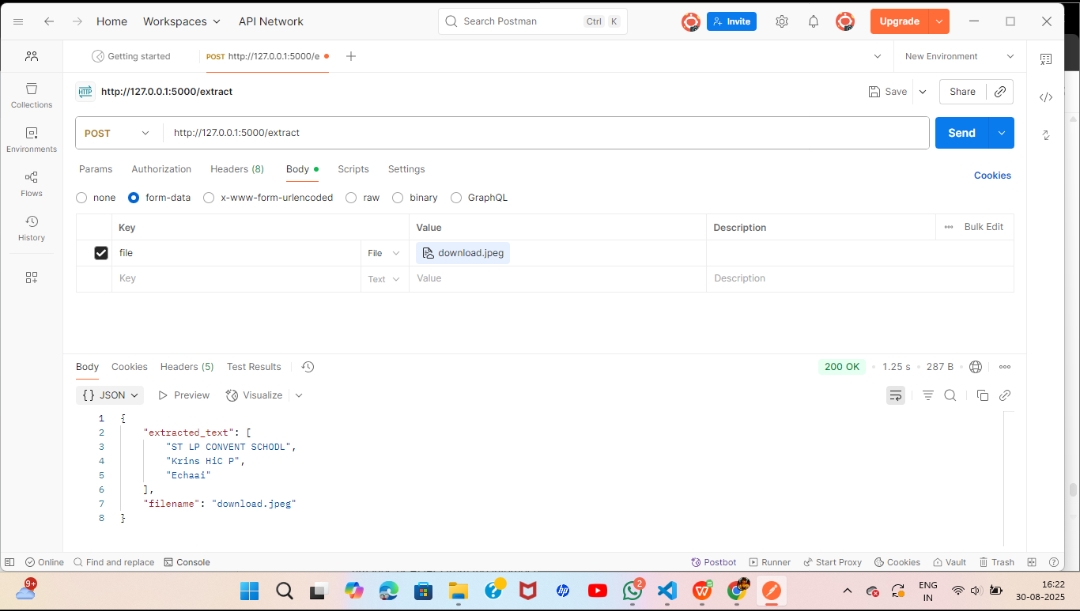 Home Workspaces API Network Search Postman Ctrl K Invite Upgrade
Getting started POST http://127.0.0.1:5000/e New Environment
HTTP http://127.0.0.1:5000/extract Save Share
Collections
Environments
Flows
History
POST http://127.0.0.1:5000/extract Send
Params Authorization Headers (8) Body Scripts Settings Cookies
none form-data x-www-form-urlencoded raw binary GraphQL
Key Value Description ••• Bulk Edit
file File download.jpeg
Key Text Value Description
Body Cookies Headers (5) Test Results 200 OK • 1.25 s • 287 B •
{} JSON Preview Visualize
1 {
2 "extracted_text": [
3 "ST LP CONVENT SCHODL",
4 "Krins HiC P",
5 "Echaai"
6 ],
7 "filename": "download.jpeg"
8 }
Online Find and replace Console Postbot Runner Start Proxy Cookies Vault Trash
9+ 2 ENG
IN 16:22
30-08-2025